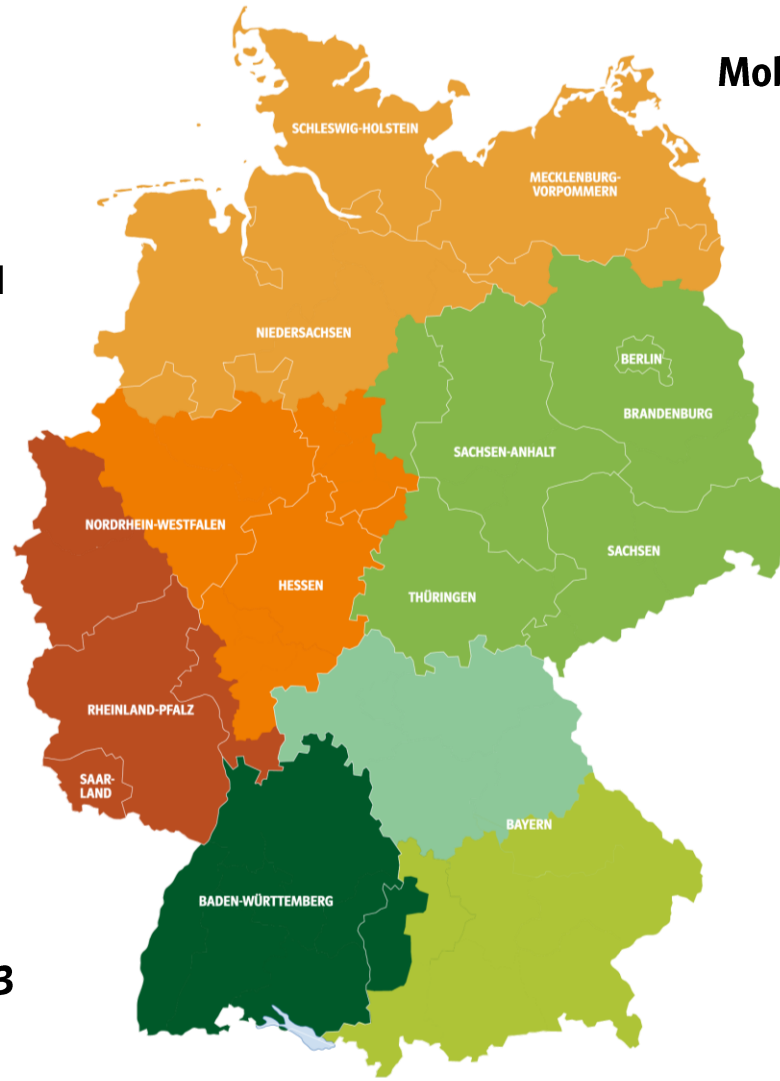 Mol
SCHLESWIG-HOLSTEIN
MECKLENBURG-
VORPOMMERN
NIEDERSACHSEN
BERLIN
BRANDENBURG
SACHSEN-ANHALT
NORDRHEIN-WESTFALEN
SACHSEN
HESSEN
THÜRINGEN
RHEINLAND-PFALZ
SAAR-
LAND
BAYERN
BADEN-WÜRTTEMBERG
3